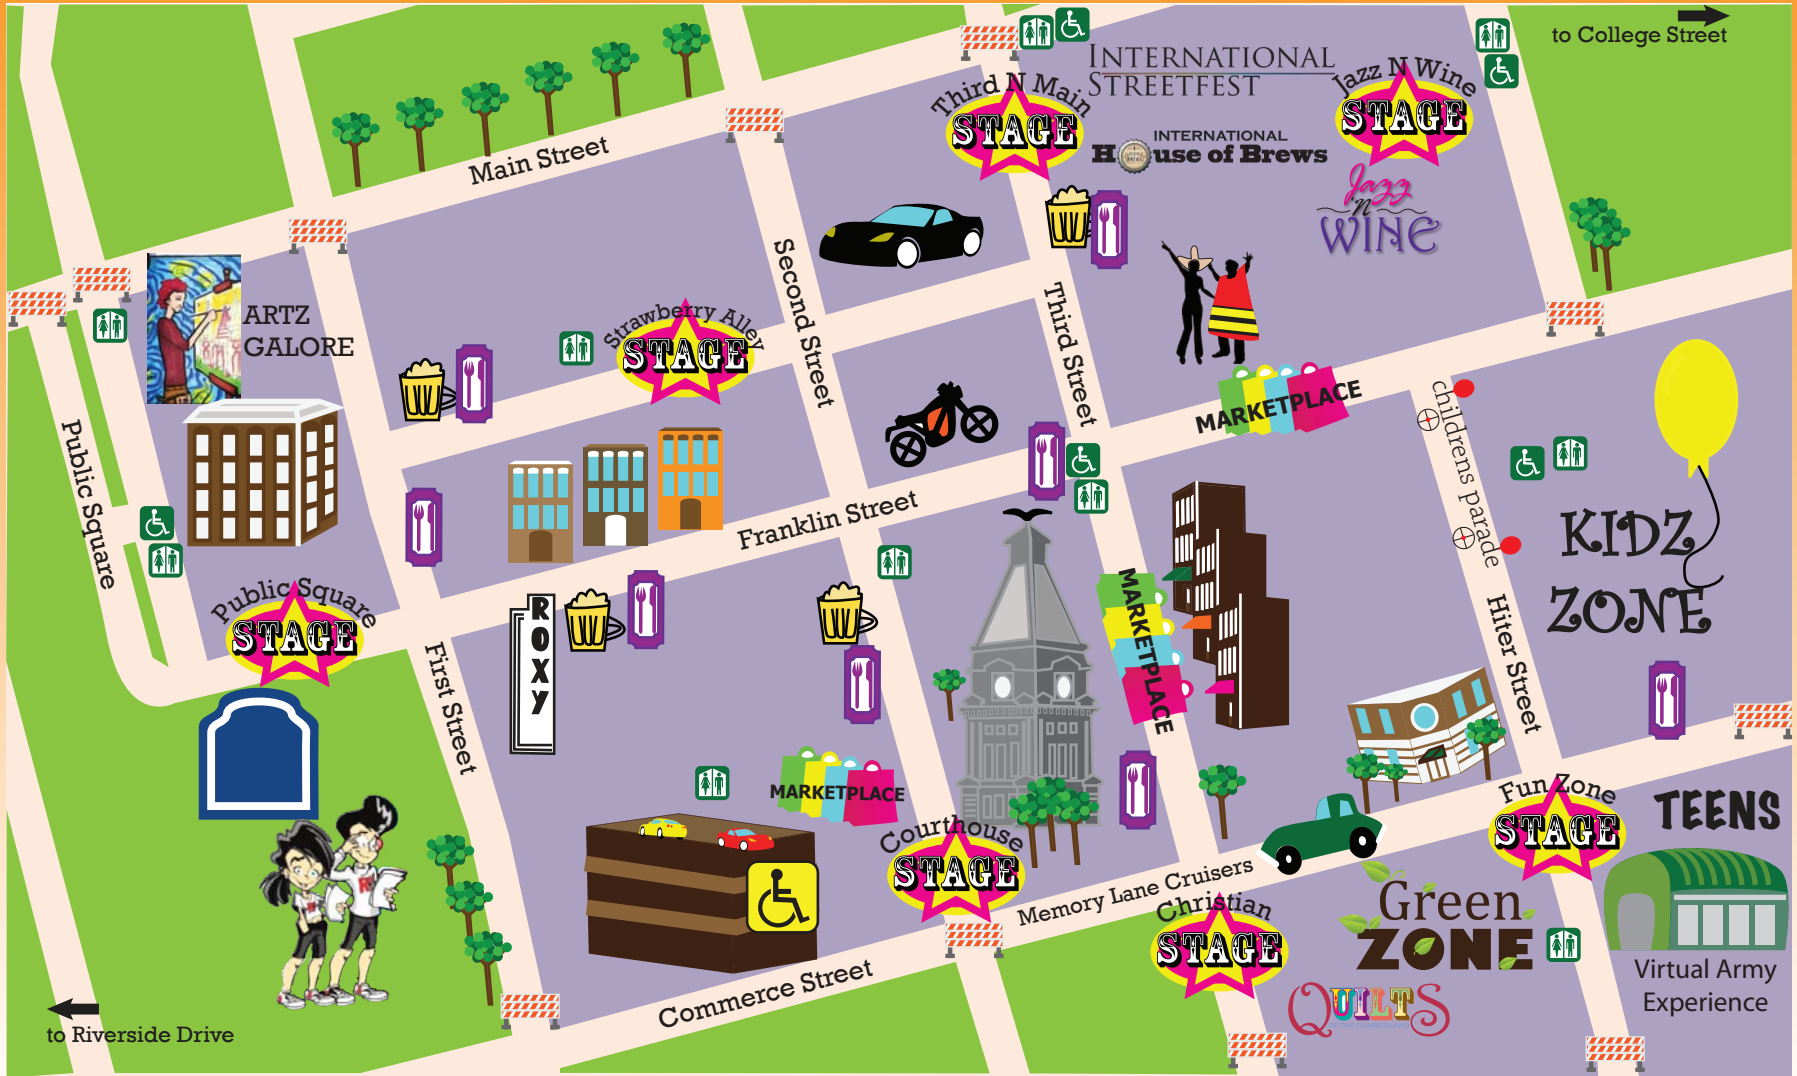 to College Street
INTERNATIONAL
STREETFEST
Third N Main
STAGE
Jazz N Wine
STAGE
INTERNATIONAL
House of Brews
Jazz
'n'
WINE
Main Street
Second Street
Third Street
ARTZ
GALORE
Strawberry Alley
STAGE
MARKETPLACE
childrens parade
Public Square
KIDZ
ZONE
Franklin Street
Public Square
STAGE
ROXY
MARKETPLACE
Hiter Street
First Street
MARKETPLACE
Fun Zone
STAGE
TEENS
Courthouse
STAGE
Memory Lane Cruisers
Christian
STAGE
Green
ZONE
Virtual Army
Experience
QUILTS
Commerce Street
R
to Riverside Drive